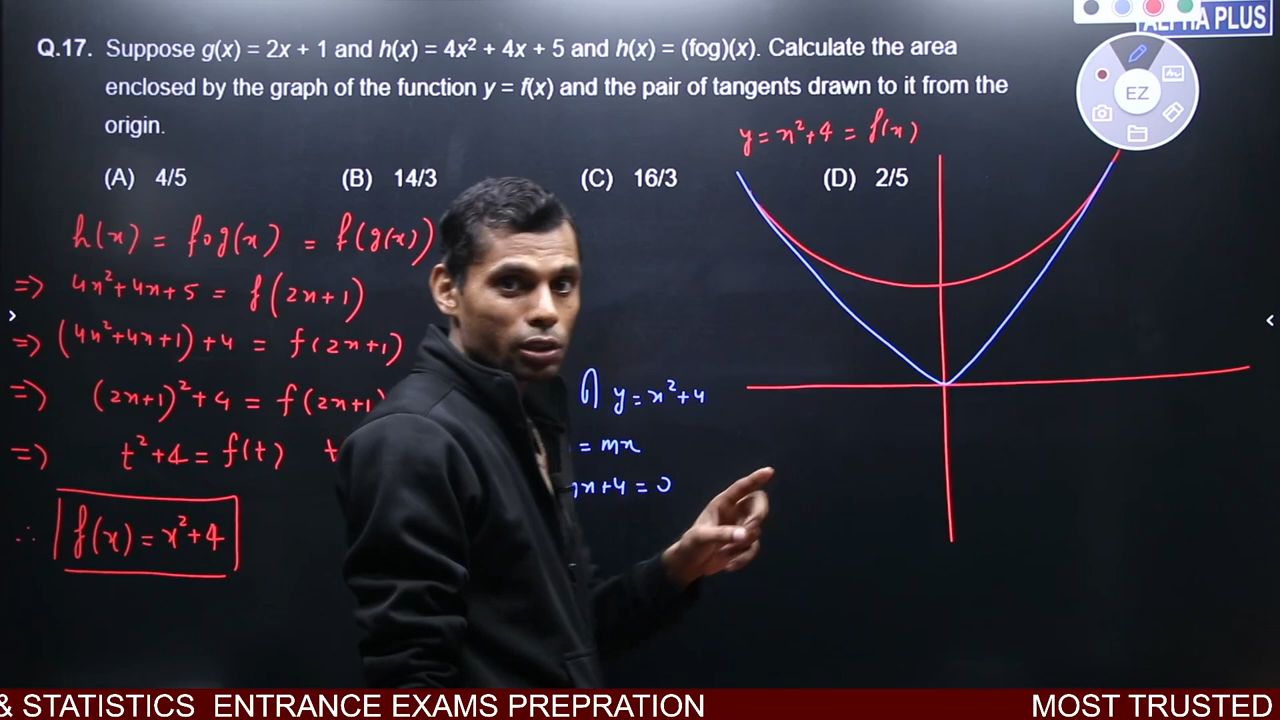 ALPHA PLUS
Q.17. Suppose g(x) = 2x + 1 and h(x) = 4x² + 4x + 5 and h(x) = (fog)(x). Calculate the area
enclosed by the graph of the function y = f(x) and the pair of tangents drawn to it from the
origin.
EZ
(A) 4/5 (B) 14/3 (C) 16/3 (D) 2/5
y = x²+4 = f(x)
h(x) = fog(x) = f(g(x))
=> 4x²+4x+5 = f(2x+1)
=> (4x²+4x+1)+4 = f(2x+1)
=> (2x+1)²+4 = f(2x+1)
=> t²+4 = f(t) t
∴ f(x) = x²+4
y = x²+4
= mx
x+4 = 0
& STATISTICS ENTRANCE EXAMS PREPRATION MOST TRUSTED